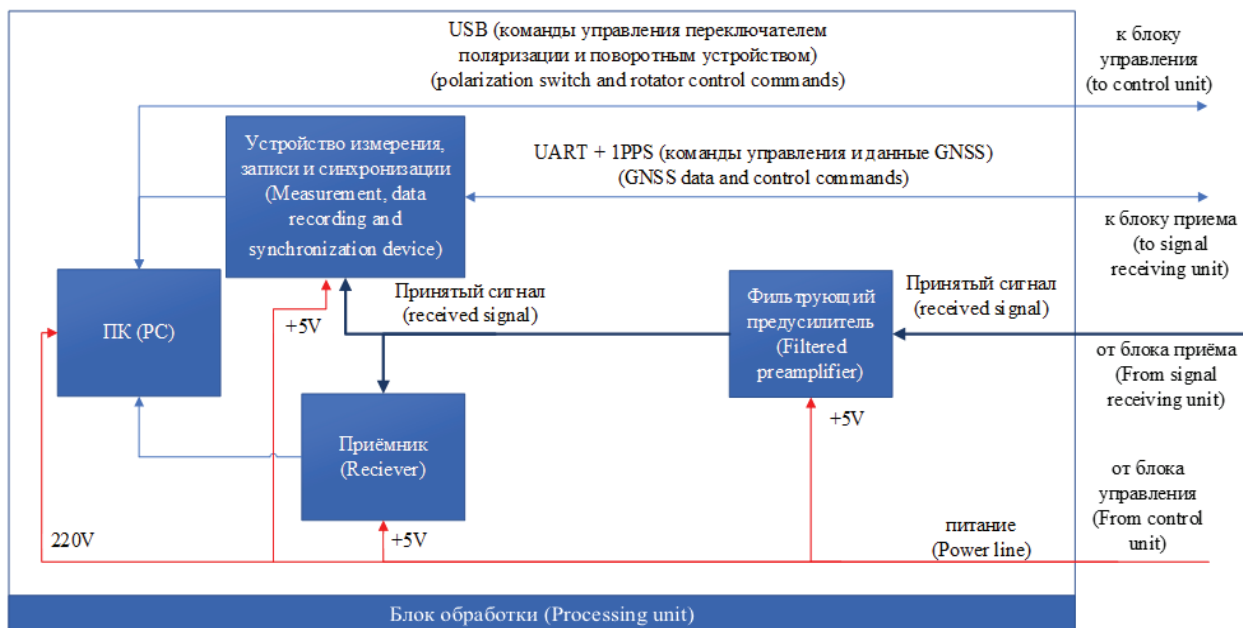 USB (команды управления переключателем
поляризации и поворотным устройством)
(polarization switch and rotator control commands)
к блоку
управления
(to control unit)
Устройство измерения,
записи и синхронизации
(Measurement, data
recording and
synchronization device)
UART + 1PPS (команды управления и данные GNSS)
(GNSS data and control commands)
к блоку приема
(to signal
receiving unit)
ПК (PC)
+5V
Принятый сигнал
(received signal)
Фильтрующий
предусилитель
(Filtered
preamplifier)
Принятый сигнал
(received signal)
от блока приёма
(From signal
receiving unit)
Приёмник
(Reciever)
+5V
от блока
управления
(From control
unit)
220V
+5V
питание
(Power line)
Блок обработки (Processing unit)